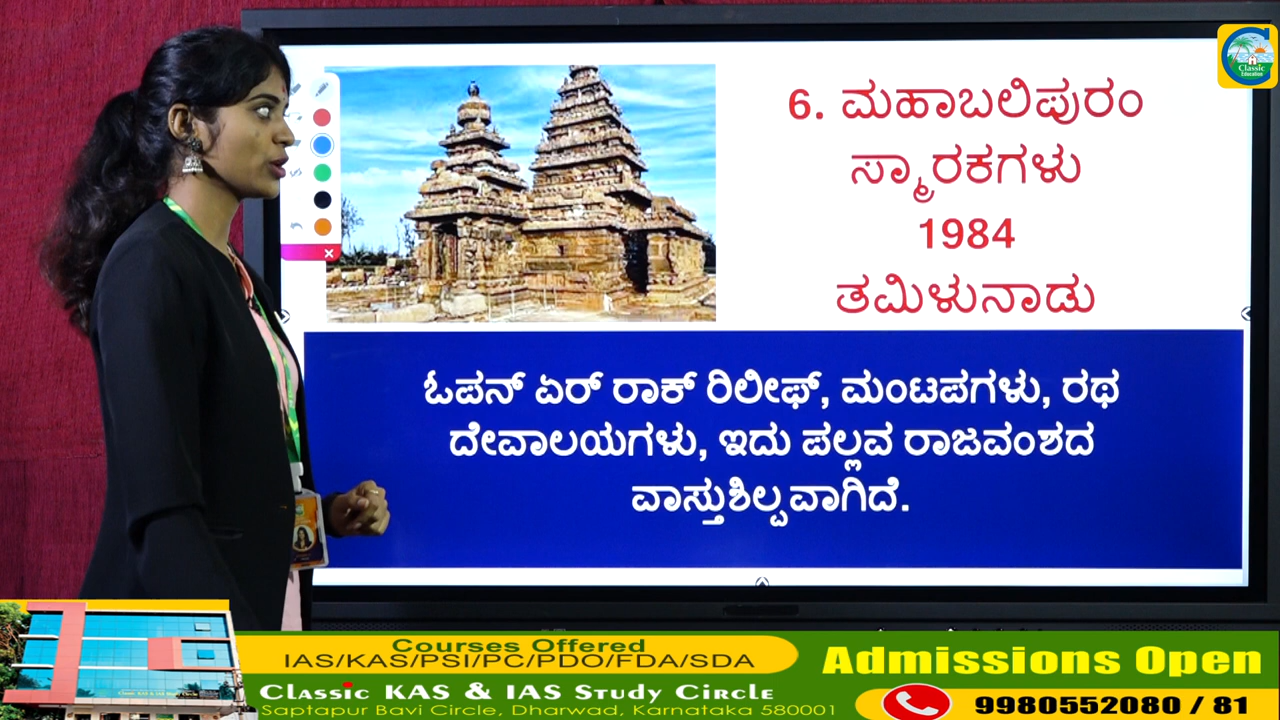 Classic
Education
6. ಮಹಾಬಲಿಪುರಂ
ಸ್ಮಾರಕಗಳು
1984
ತಮಿಳುನಾಡು
ಓಪನ್ ಏರ್ ರಾಕ್ ರಿಲೀಫ್, ಮಂಟಪಗಳು, ರಥ
ದೇವಾಲಯಗಳು, ಇದು ಪಲ್ಲವ ರಾಜವಂಶದ
ವಾಸ್ತುಶಿಲ್ಪವಾಗಿದೆ.
Courses Offered
IAS/KAS/PSI/PC/PDO/FDA/SDA
Admissions Open
Classic KAS & IAS Study Circle
Saptapur Bavi Circle, Dharwad, Karnataka 580001
9980552080 / 81